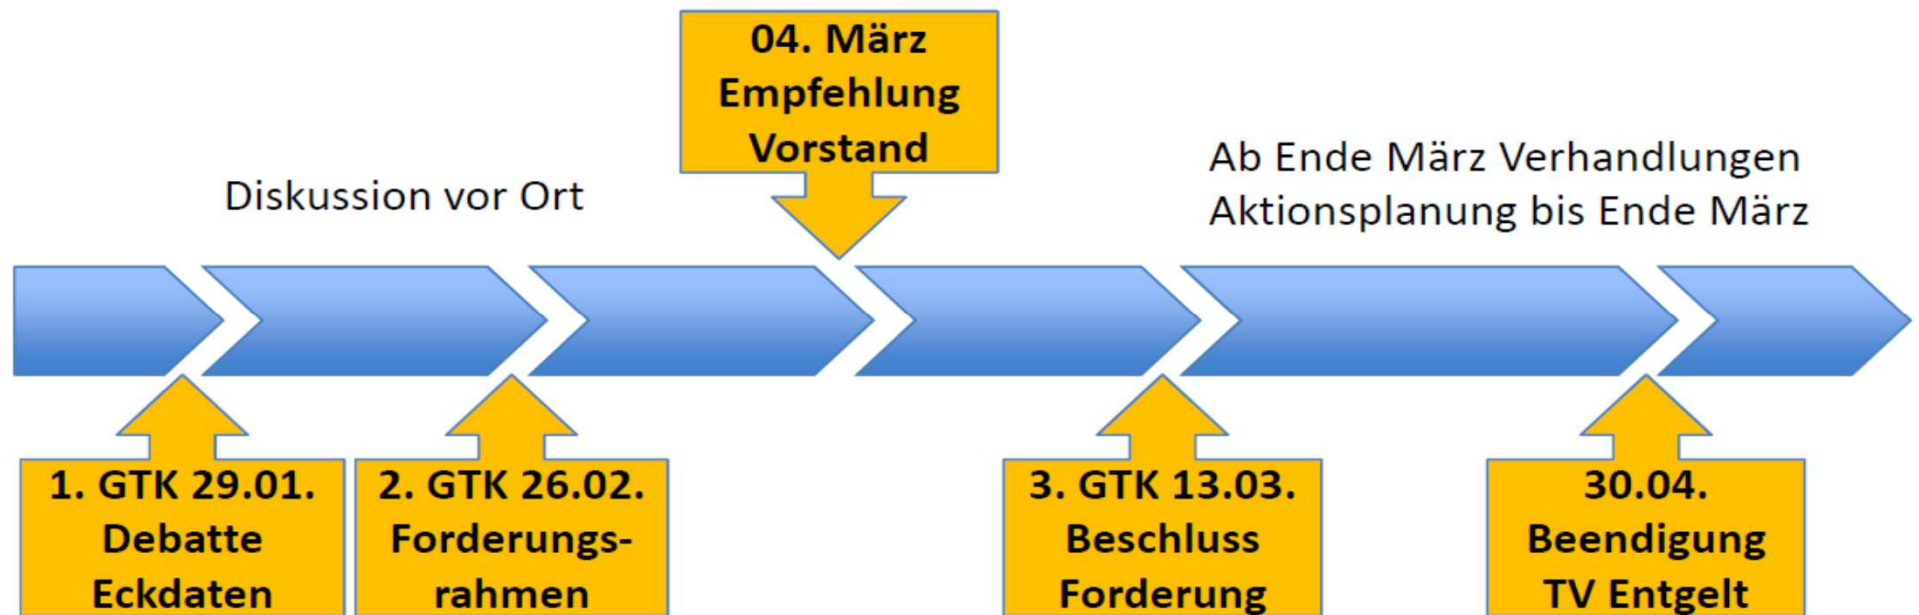 04. März
Empfehlung
Vorstand
Diskussion vor Ort
Ab Ende März Verhandlungen
Aktionsplanung bis Ende März
1. GTK 29.01.
Debatte
Eckdaten
2. GTK 26.02.
Forderungs-
rahmen
3. GTK 13.03.
Beschluss
Forderung
30.04.
Beendigung
TV Entgelt